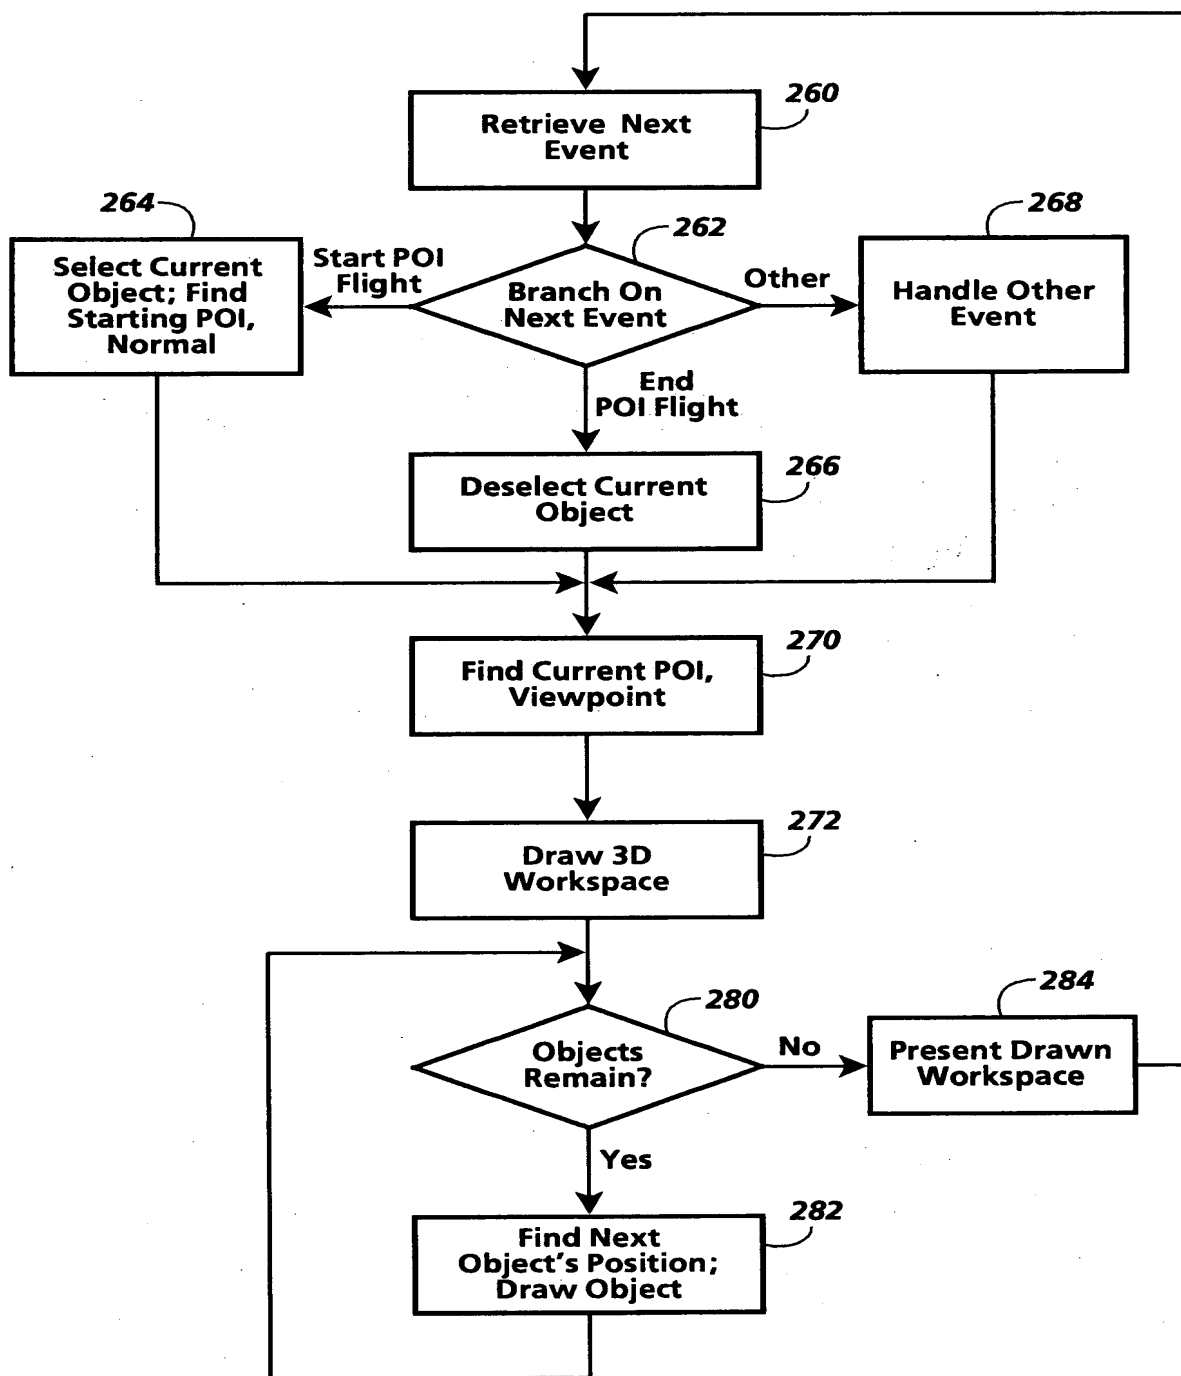 260
Retrieve Next
Event
264
262
268
Start POI
Flight
Select Current
Object; Find
Starting POI,
Normal
Branch On
Next Event
Other
Handle Other
Event
End
POI Flight
266
Deselect Current
Object
270
Find Current POI,
Viewpoint
272
Draw 3D
Workspace
280
284
Objects
Remain?
No
Present Drawn
Workspace
Yes
282
Find Next
Object's Position;
Draw Object